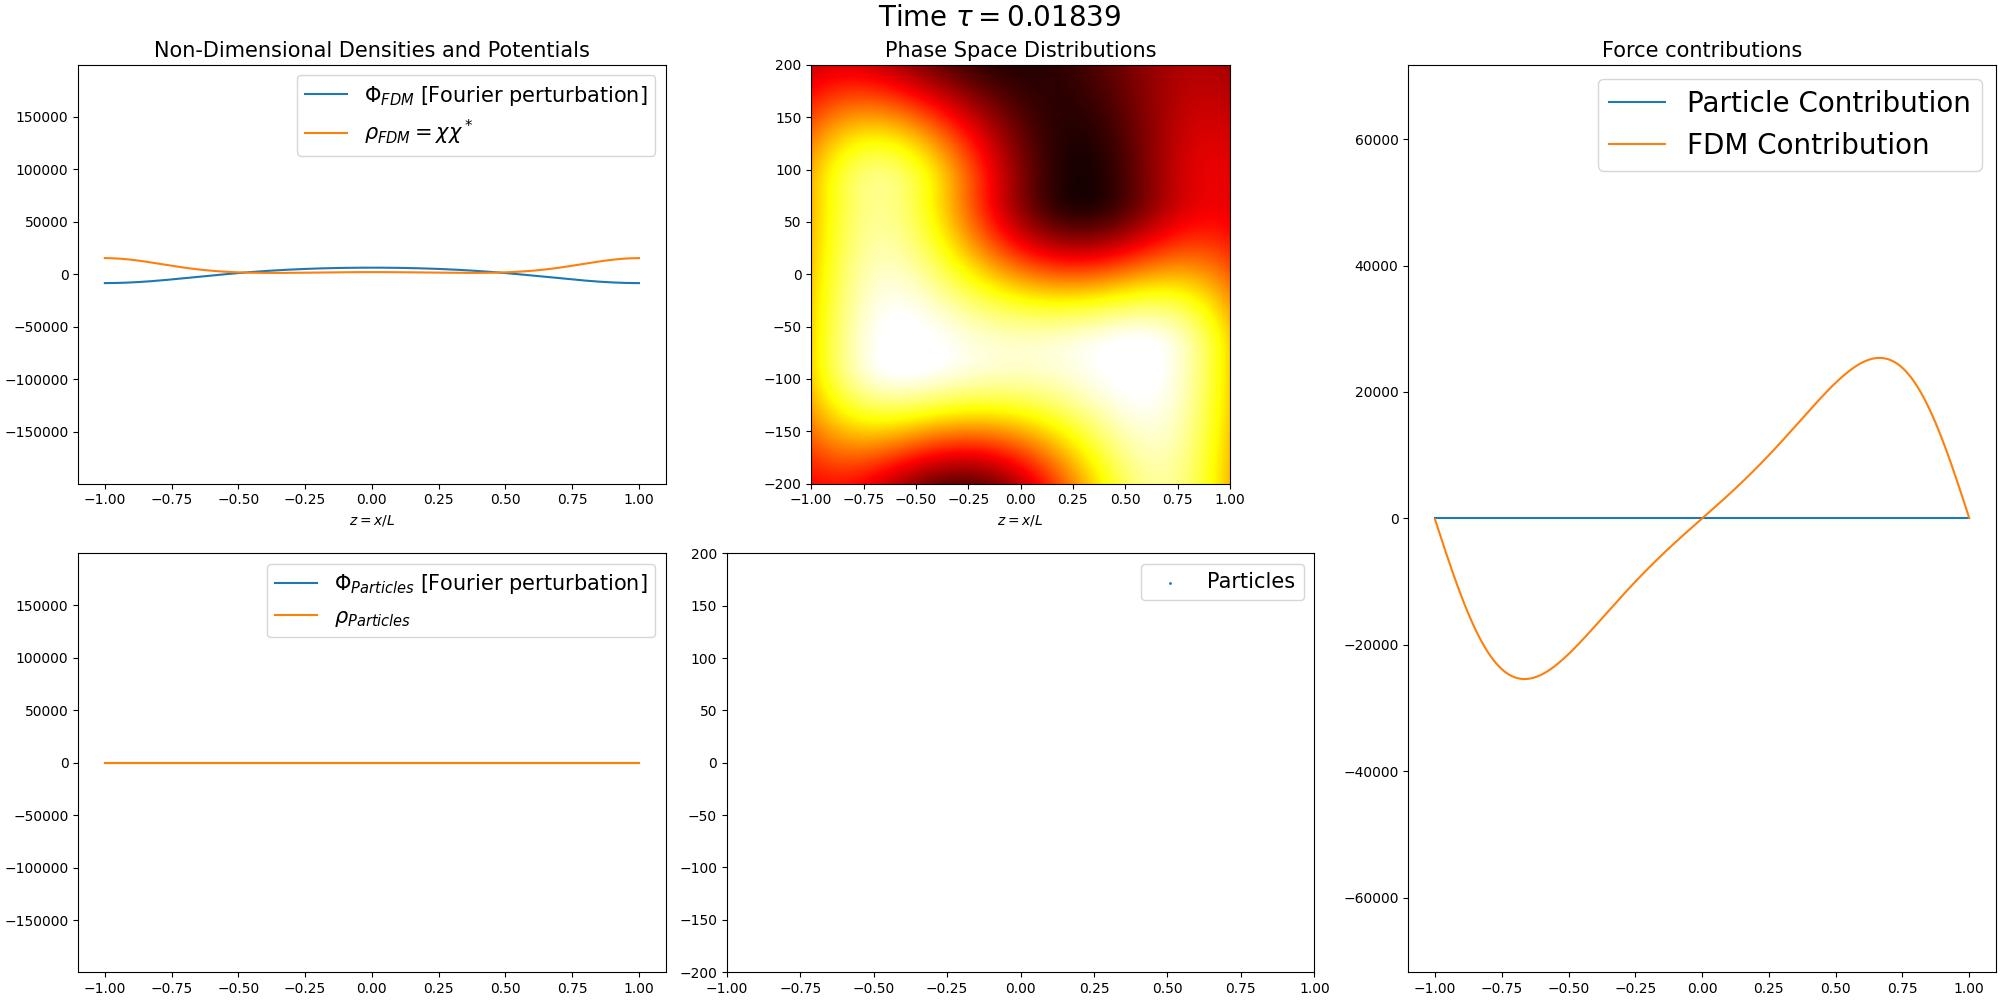 Time τ = 0.01839
Non-Dimensional Densities and Potentials
Φ_FDM [Fourier perturbation]
ρ_FDM = χχ*
150000
100000
50000
0
−50000
−100000
−150000
−1.00 −0.75 −0.50 −0.25 0.00 0.25 0.50 0.75 1.00
z = x/L
Phase Space Distributions
200
150
100
50
0
−50
−100
−150
−200
−1.00 −0.75 −0.50 −0.25 0.00 0.25 0.50 0.75 1.00
z = x/L
Force contributions
Particle Contribution
FDM Contribution
60000
40000
20000
0
−20000
−40000
−60000
−1.00 −0.75 −0.50 −0.25 0.00 0.25 0.50 0.75 1.00
Φ_Particles [Fourier perturbation]
ρ_Particles
150000
100000
50000
0
−50000
−100000
−150000
−1.00 −0.75 −0.50 −0.25 0.00 0.25 0.50 0.75 1.00
Particles
200
150
100
50
0
−50
−100
−150
−200
−1.00 −0.75 −0.50 −0.25 0.00 0.25 0.50 0.75 1.00